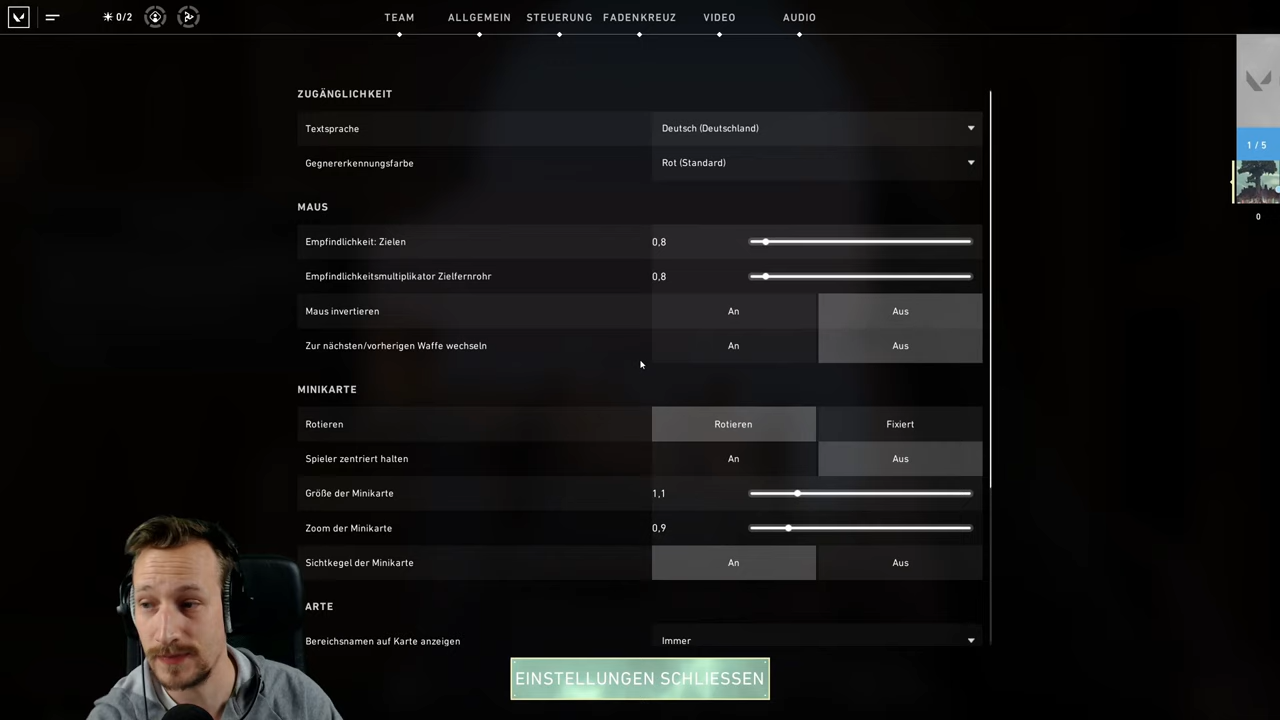 0/2
TEAM ALLGEMEIN STEUERUNG FADENKREUZ VIDEO AUDIO
ZUGÄNGLICHKEIT
Textsprache Deutsch (Deutschland)
Gegnererkennungsfarbe Rot (Standard)
1 / 5
0
MAUS
Empfindlichkeit: Zielen 0,8
Empfindlichkeitsmultiplikator Zielfernrohr 0,8
Maus invertieren An Aus
Zur nächsten/vorherigen Waffe wechseln An Aus
MINIKARTE
Rotieren Rotieren Fixiert
Spieler zentriert halten An Aus
Größe der Minikarte 1,1
Zoom der Minikarte 0,9
Sichtkegel der Minikarte An Aus
ARTE
Bereichsnamen auf Karte anzeigen Immer
EINSTELLUNGEN SCHLIESSEN